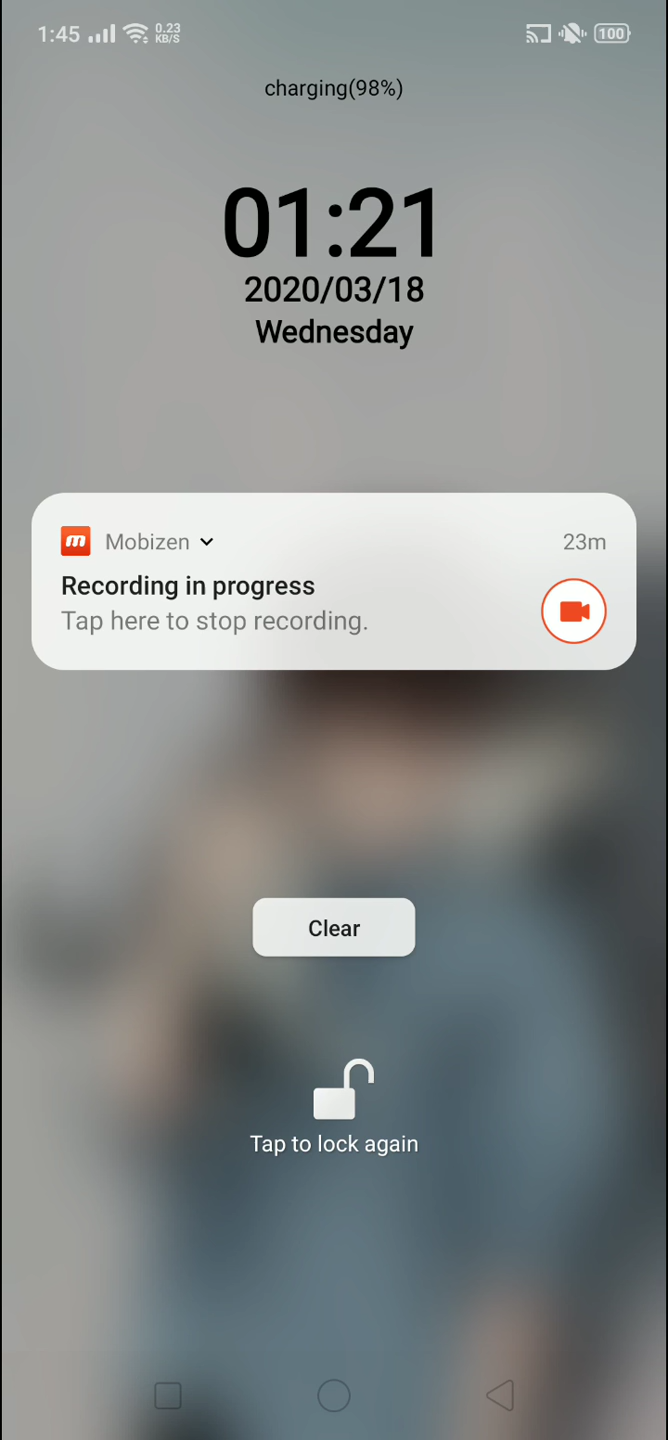 1:45 0.23 KB/S 100
charging(98%)
01:21
2020/03/18
Wednesday
m Mobizen 23m
Recording in progress
Tap here to stop recording.
Clear
Tap to lock again